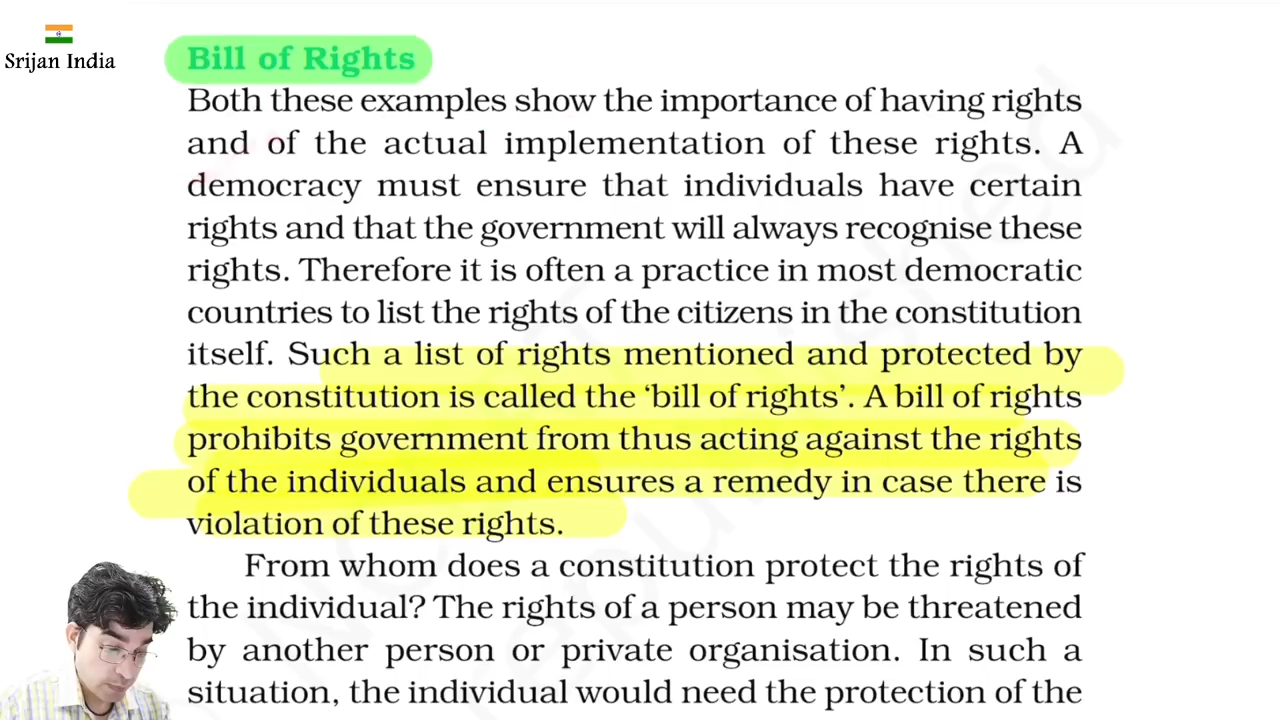 Srijan India
Bill of Rights
Both these examples show the importance of having rights
and of the actual implementation of these rights. A
democracy must ensure that individuals have certain
rights and that the government will always recognise these
rights. Therefore it is often a practice in most democratic
countries to list the rights of the citizens in the constitution
itself. Such a list of rights mentioned and protected by
the constitution is called the ‘bill of rights’. A bill of rights
prohibits government from thus acting against the rights
of the individuals and ensures a remedy in case there is
violation of these rights.
From whom does a constitution protect the rights of
the individual? The rights of a person may be threatened
by another person or private organisation. In such a
situation, the individual would need the protection of the